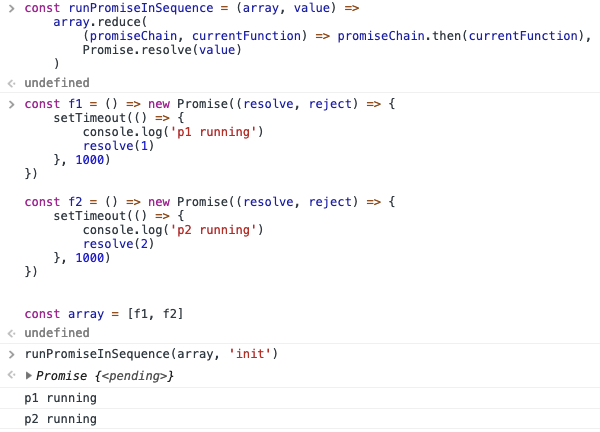 > const runPromiseInSequence = (array, value) =>
    array.reduce(
        (promiseChain, currentFunction) => promiseChain.then(currentFunction),
        Promise.resolve(value)
    )
< undefined
> const f1 = () => new Promise((resolve, reject) => {
    setTimeout(() => {
        console.log('p1 running')
        resolve(1)
    }, 1000)
})

const f2 = () => new Promise((resolve, reject) => {
    setTimeout(() => {
        console.log('p2 running')
        resolve(2)
    }, 1000)
})

const array = [f1, f2]
< undefined
> runPromiseInSequence(array, 'init')
< ▶ Promise {<pending>}
p1 running
p2 running